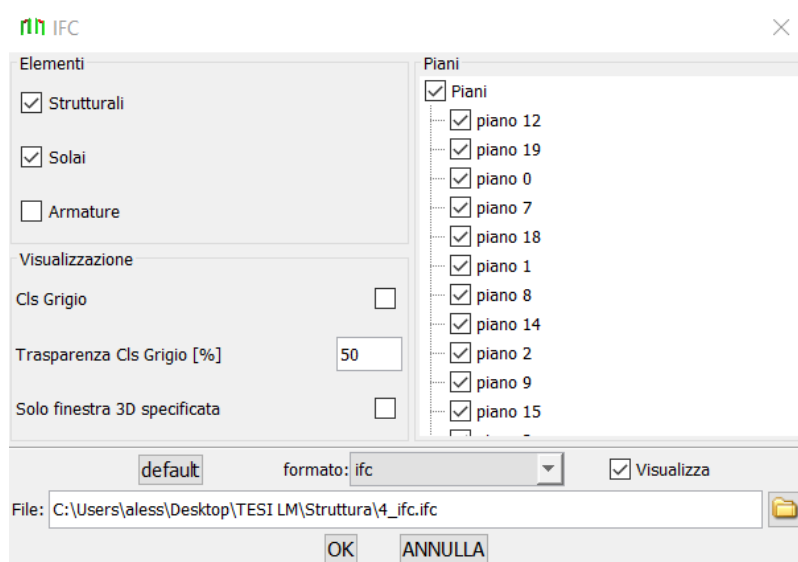 IFC
Elementi
Strutturali
Solai
Armature
Visualizzazione
Cls Grigio
Trasparenza Cls Grigio [%] 50
Solo finestra 3D specificata
Piani
Piani
piano 12
piano 19
piano 0
piano 7
piano 18
piano 1
piano 8
piano 14
piano 2
piano 9
piano 15
default formato: ifc Visualizza
File: C:\Users\aless\Desktop\TESI LM\Struttura\4_ifc.ifc
OK ANNULLA